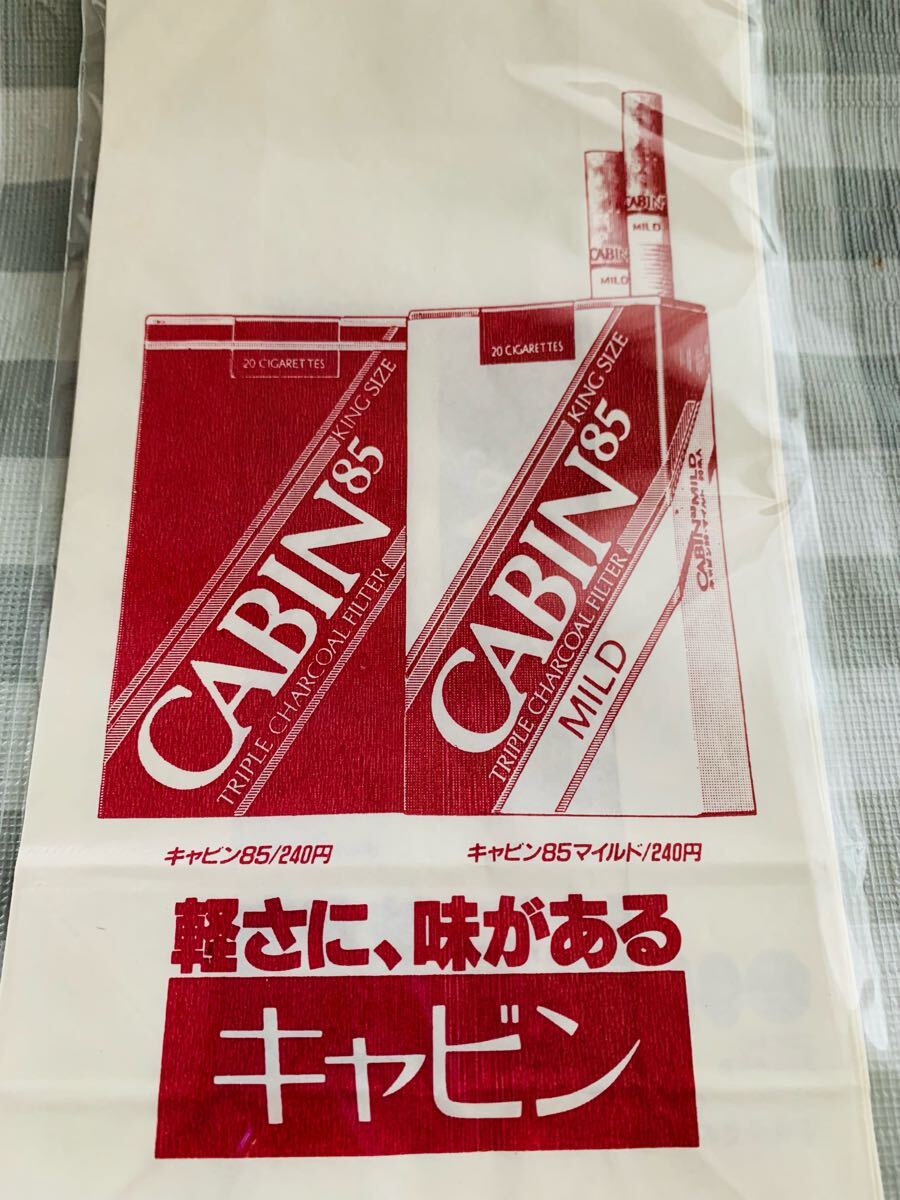 CABIN
MILD
CABIN
MILD
20 CIGARETTES
KING SIZE
CABIN85
TRIPLE CHARCOAL FILTER
20 CIGARETTES
KING SIZE
CABIN85
TRIPLE CHARCOAL FILTER
MILD
CABIN85MILD
キャビン85/240円
キャビン85マイルド/240円
軽さに、味がある
キャビン